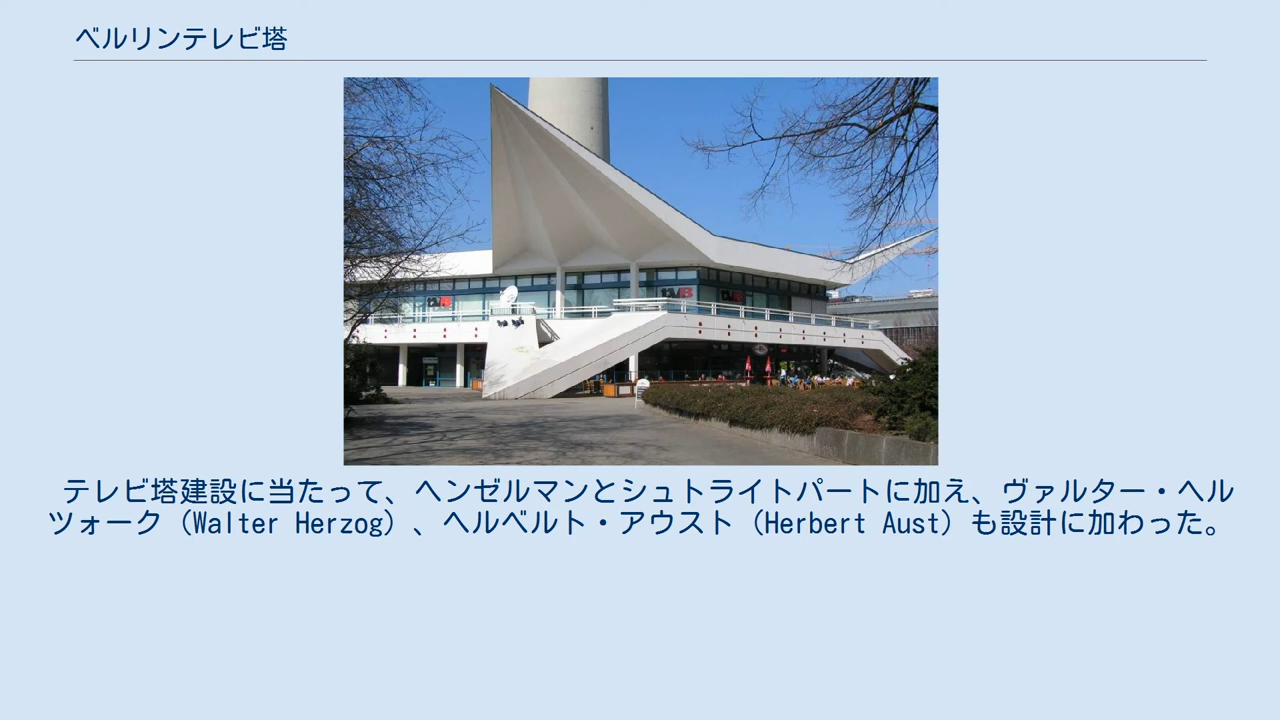 ベルリンテレビ塔
tvB
tvB
tvB
テレビ塔建設に当たって、ヘンゼルマンとシュトライトパートに加え、ヴァルター・ヘル
ツォーク（Walter Herzog）、ヘルベルト・アウスト（Herbert Aust）も設計に加わった。